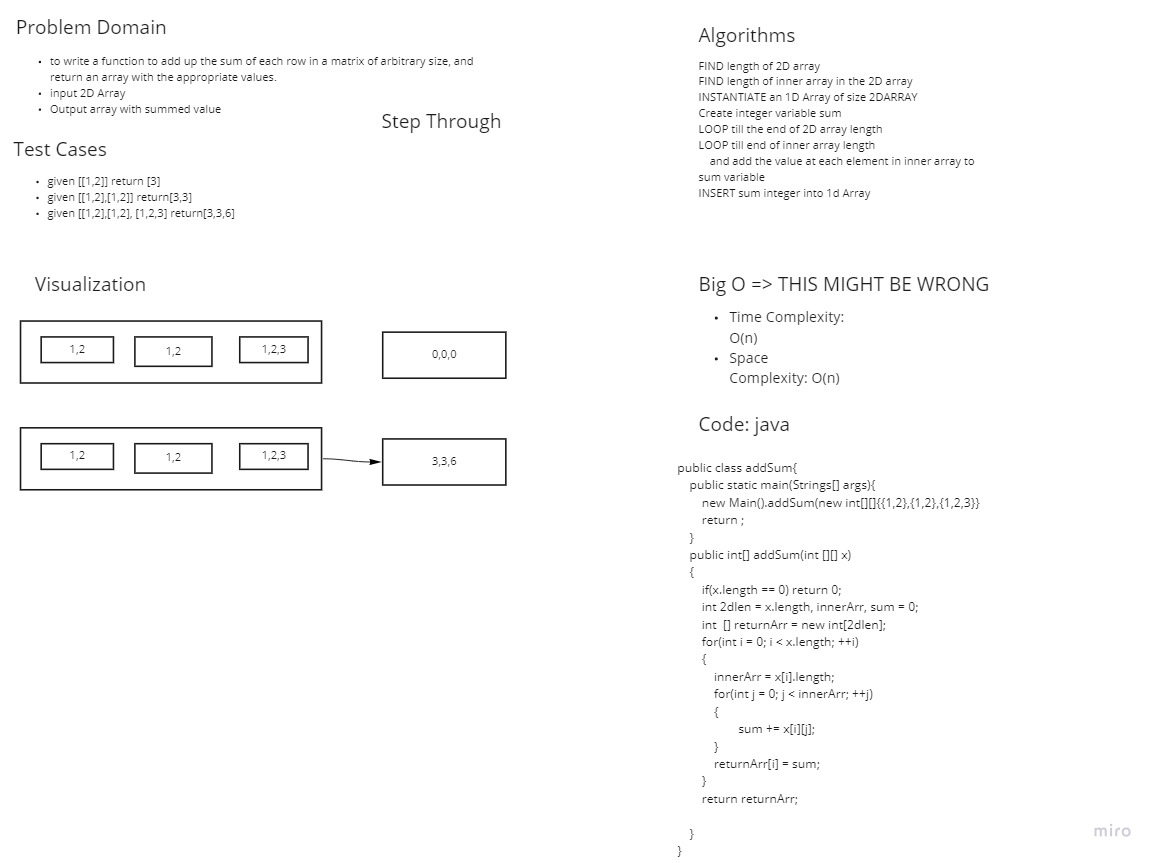 Problem Domain
• to write a function to add up the sum of each row in a matrix of arbitrary size, and
return an array with the appropriate values.
• input 2D Array
• Output array with summed value
Step Through
Test Cases
• given [[1,2]] return [3]
• given [[1,2],[1,2]] return[3,3]
• given [[1,2],[1,2], [1,2,3] return[3,3,6]
Visualization
1,2
1,2
1,2,3
0,0,0
1,2
1,2
1,2,3
3,3,6
Algorithms
FIND length of 2D array
FIND length of inner array in the 2D array
INSTANTIATE an 1D Array of size 2DARRAY
Create integer variable sum
LOOP till the end of 2D array length
LOOP till end of inner array length
and add the value at each element in inner array to
sum variable
INSERT sum integer into 1d Array
Big O => THIS MIGHT BE WRONG
• Time Complexity:
O(n)
• Space
Complexity: O(n)
Code: java
public class addSum{
public static main(Strings[] args){
new Main().addSum(new int[][]{{1,2},{1,2},{1,2,3}}
return ;
}
public int[] addSum(int [][] x)
{
if(x.length == 0) return 0;
int 2dlen = x.length, innerArr, sum = 0;
int  [] returnArr = new int[2dlen];
for(int i = 0; i < x.length; ++i)
{
innerArr = x[i].length;
for(int j = 0; j < innerArr; ++j)
{
sum += x[i][j];
}
returnArr[i] = sum;
}
return returnArr;
}
}
miro